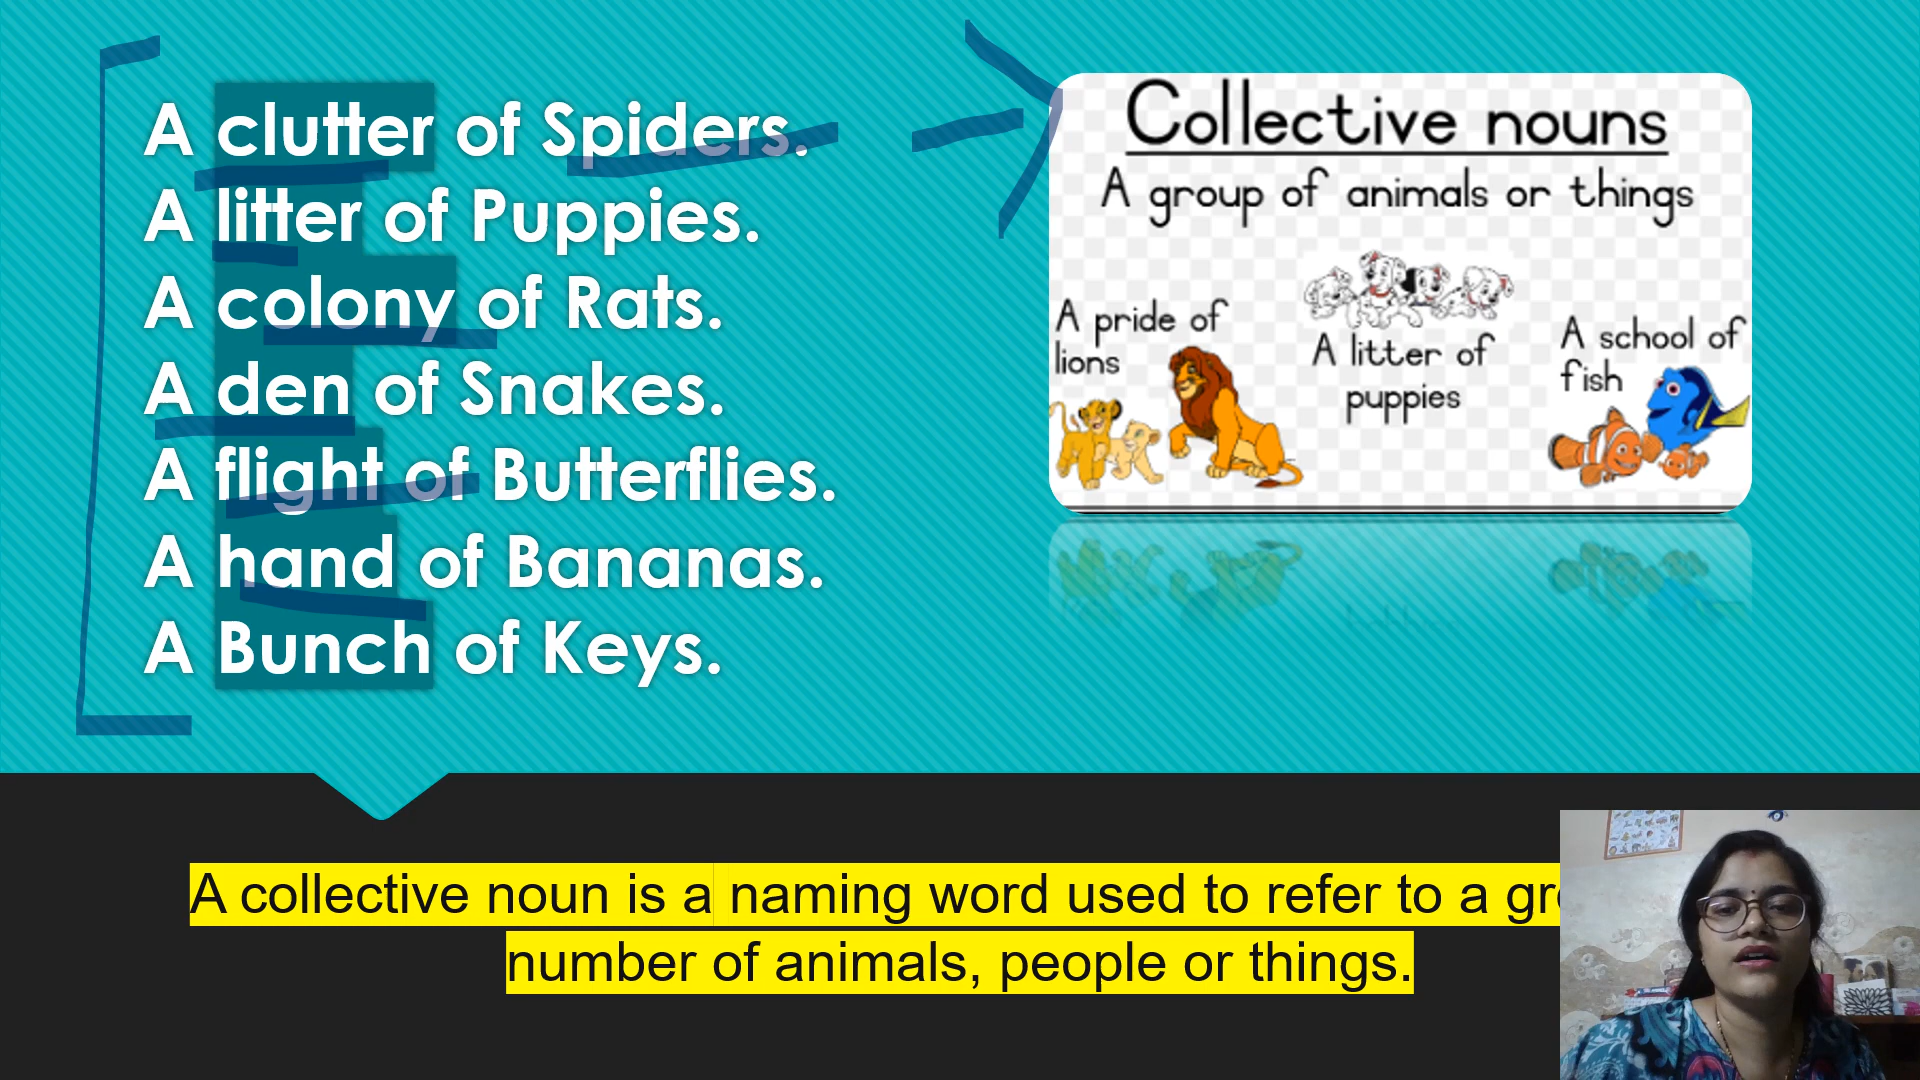 A clutter of Spiders.
A litter of Puppies.
A colony of Rats.
A den of Snakes.
A flight of Butterflies.
A hand of Bananas.
A Bunch of Keys.
Collective nouns
A group of animals or things
A pride of
lions
A litter of
puppies
A school of
fish
A collective noun is a naming word used to refer to a
number of animals, people or things.